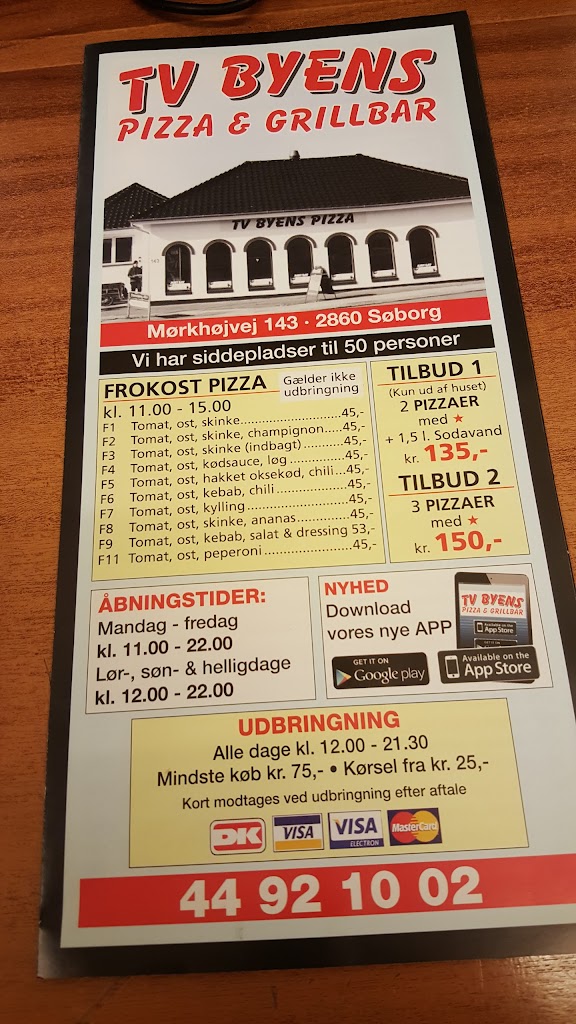 TV BYENS
PIZZA & GRILLBAR
TV BYENS PIZZA
Mørkhøjvej 143 · 2860 Søborg
Vi har siddepladser til 50 personer
FROKOST PIZZA
Gælder ikke
udbringning
kl. 11.00 - 15.00
F1 Tomat, ost, skinke............................45,-
F2 Tomat, ost, skinke, champignon.....45,-
F3 Tomat, ost, skinke (indbagt)...........45,-
F4 Tomat, ost, kødsauce, løg...............45,-
F5 Tomat, ost, hakket oksekød, chili...45,-
F6 Tomat, ost, kebab, chili..................45,-
F7 Tomat, ost, kylling..........................45,-
F8 Tomat, ost, skinke, ananas..............45,-
F9 Tomat, ost, kebab, salat & dressing 53,-
F11 Tomat, ost, peperoni......................45,-
TILBUD 1
(Kun ud af huset)
2 PIZZAER
med ★
+ 1,5 l. Sodavand
kr. 135,-
TILBUD 2
3 PIZZAER
med ★
kr. 150,-
ÅBNINGSTIDER:
Mandag - fredag
kl. 11.00 - 22.00
Lør-, søn- & helligdage
kl. 12.00 - 22.00
NYHED
Download
vores nye APP
TV BYENS
PIZZA & GRILLBAR
Available on the
App Store
GET IT ON
Google play
Available on the
App Store
UDBRINGNING
Alle dage kl. 12.00 - 21.30
Mindste køb kr. 75,- • Kørsel fra kr. 25,-
Kort modtages ved udbringning efter aftale
DK
VISA
VISA
ELECTRON
MasterCard
44 92 10 02